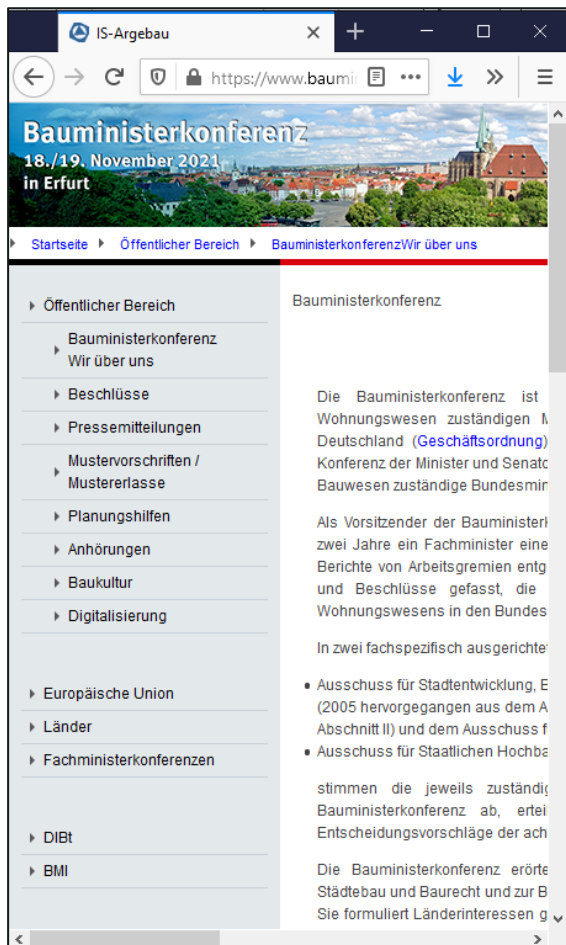 IS-Argebau
https://www.baumi
Bauministerkonferenz
18./19. November 2021
in Erfurt
Startseite Öffentlicher Bereich BauministerkonferenzWir über uns
Öffentlicher Bereich
Bauministerkonferenz
Wir über uns
Beschlüsse
Pressemitteilungen
Mustervorschriften /
Mustererlasse
Planungshilfen
Anhörungen
Baukultur
Digitalisierung
Europäische Union
Länder
Fachministerkonferenzen
DIBt
BMI
Bauministerkonferenz
Die Bauministerkonferenz ist
Wohnungswesen zuständigen M
Deutschland (Geschäftsordnung)
Konferenz der Minister und Senato
Bauwesen zuständige Bundesmin
Als Vorsitzender der Bauministerk
zwei Jahre ein Fachminister eine
Berichte von Arbeitsgremien entg
und Beschlüsse gefasst, die
Wohnungswesens in den Bundes
In zwei fachspezifisch ausgerichtet
Ausschuss für Stadtentwicklung, B
(2005 hervorgegangen aus dem A
Abschnitt II) und dem Ausschuss f
Ausschuss für Staatlichen Hochba
stimmen die jeweils zuständig
Bauministerkonferenz ab, ertei
Entscheidungsvorschläge der ach
Die Bauministerkonferenz erörte
Städtebau und Baurecht und zur B
Sie formuliert Länderinteressen g